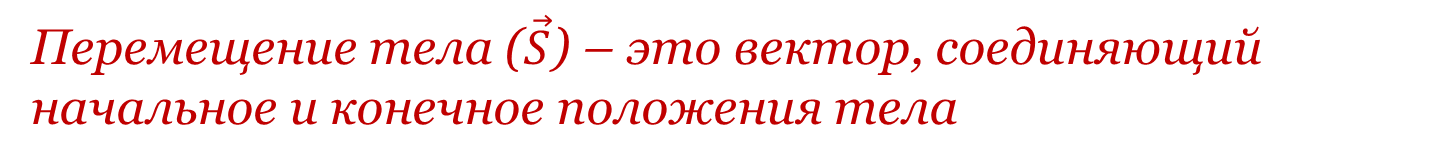 Перемещение тела (S⃗) – это вектор, соединяющий
начальное и конечное положения тела